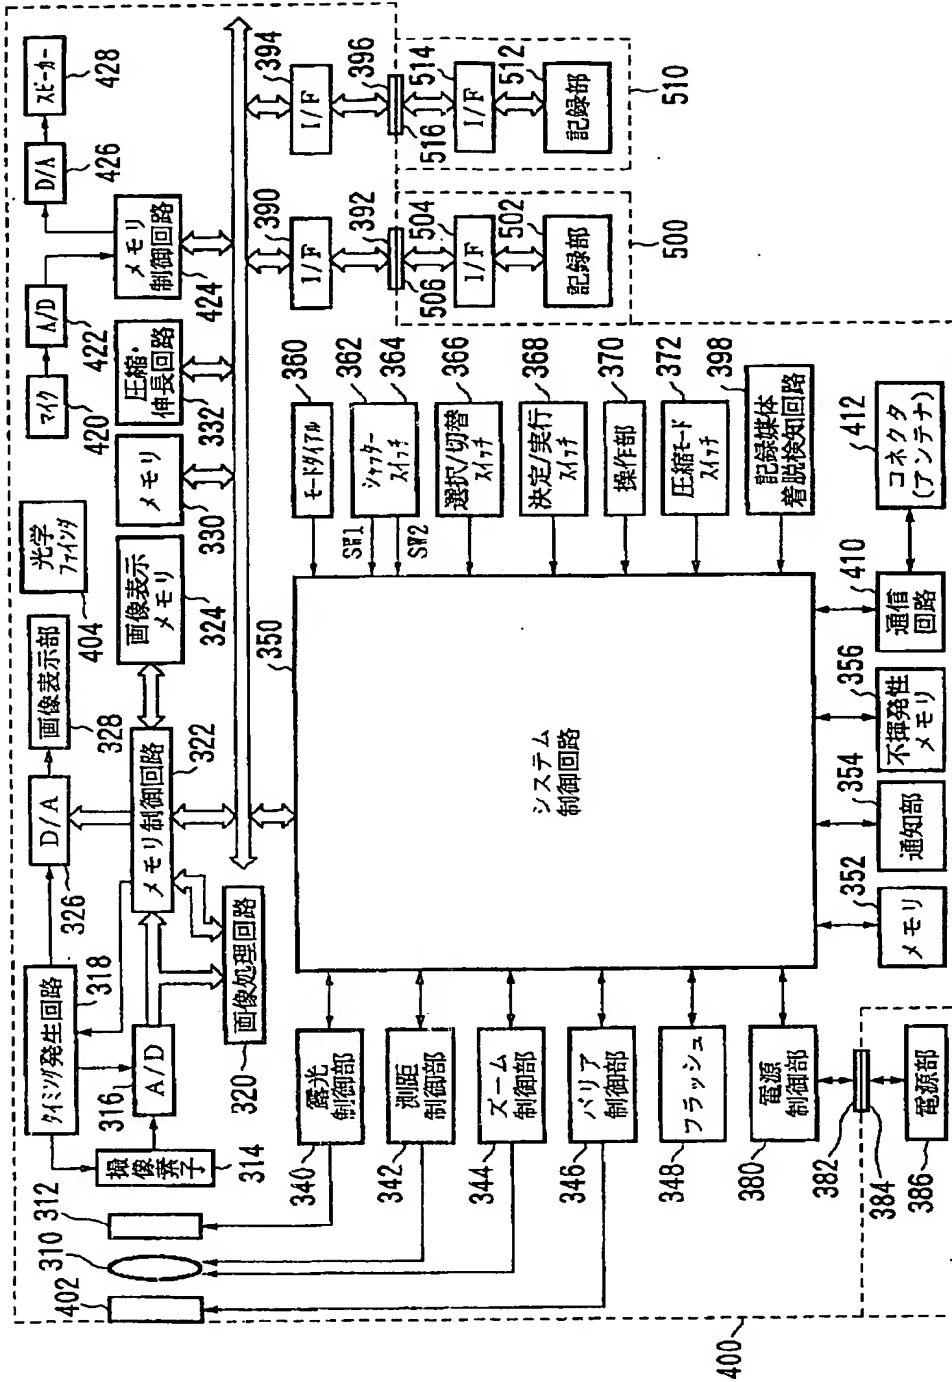 402
310
312
撮像
素子
314
タイミング発生回路
318
A/D
316
画像処理回路
320
D/A
326
画像表示部
328
メモリ制御回路
322
光学
ファインダ
404
画像表示
メモリ
324
メモリ
330
圧縮・
伸長回路
332
マイク
420
A/D
422
メモリ
制御回路
424
D/A
426
スピーカー
428
露光
制御部
340
測距
制御部
342
ズーム
制御部
344
バリア
制御部
346
フラッシュ
348
電源
制御部
380
382
384
電源部
386
400
システム
制御回路
350
メモリ
352
通知部
354
不揮発性
メモリ
356
通信
回路
410
コネクタ
(アンテナ)
412
モードダイアル
360
シャッター
スイッチ
362
364
SW1
SW2
選択/切替
スイッチ
366
決定/実行
スイッチ
368
操作部
370
圧縮モード
スイッチ
372
記録媒体
着脱検知回路
398
I/F
390
392
506
I/F
504
記録部
502
500
I/F
394
396
516
I/F
514
記録部
512
510